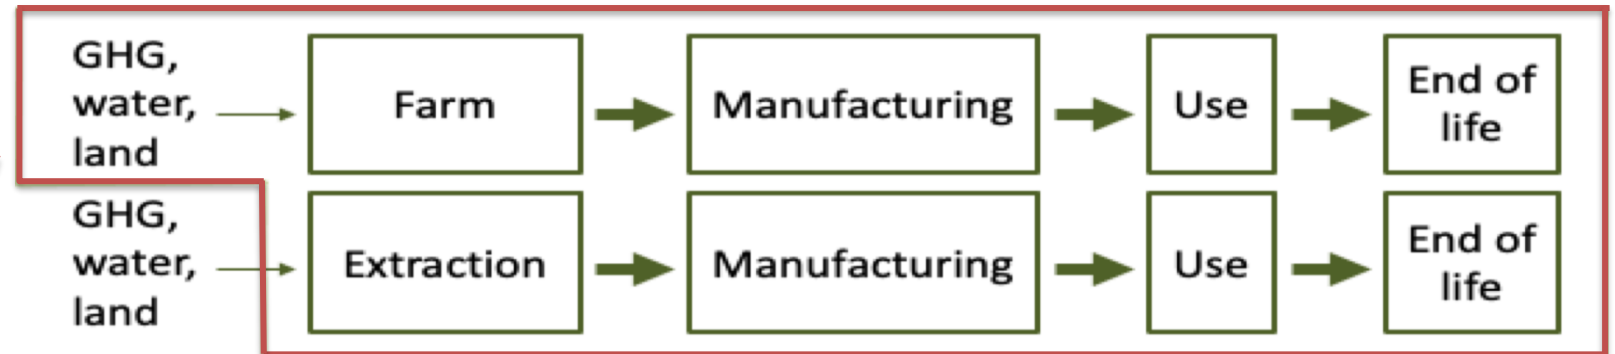 GHG,
water,
land
Farm
Manufacturing
Use
End of
life
GHG,
water,
land
Extraction
Manufacturing
Use
End of
life